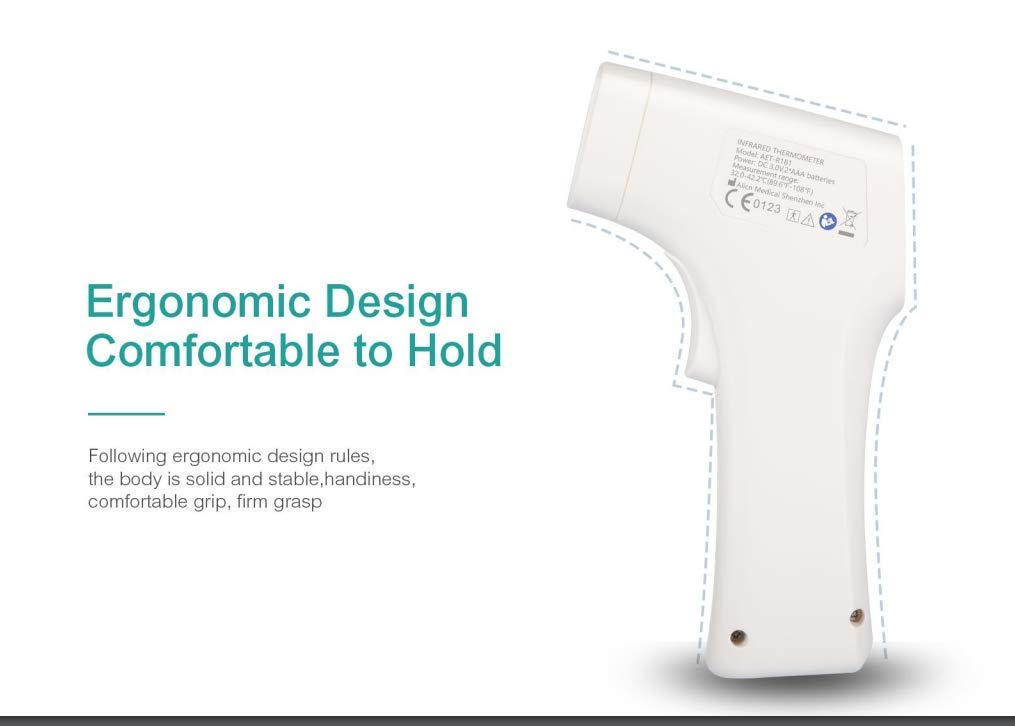 Ergonomic Design
Comfortable to Hold
Following ergonomic design rules,
the body is solid and stable,handiness,
comfortable grip, firm grasp
INFRARED THERMOMETER
Model: AET-R1B1
Power: DC 3.0V,2*AAA batteries
Measurement range:
32.0-42.2℃(89.6℉-108℉)
Alicn Medical Shenzhen Inc
CE0123